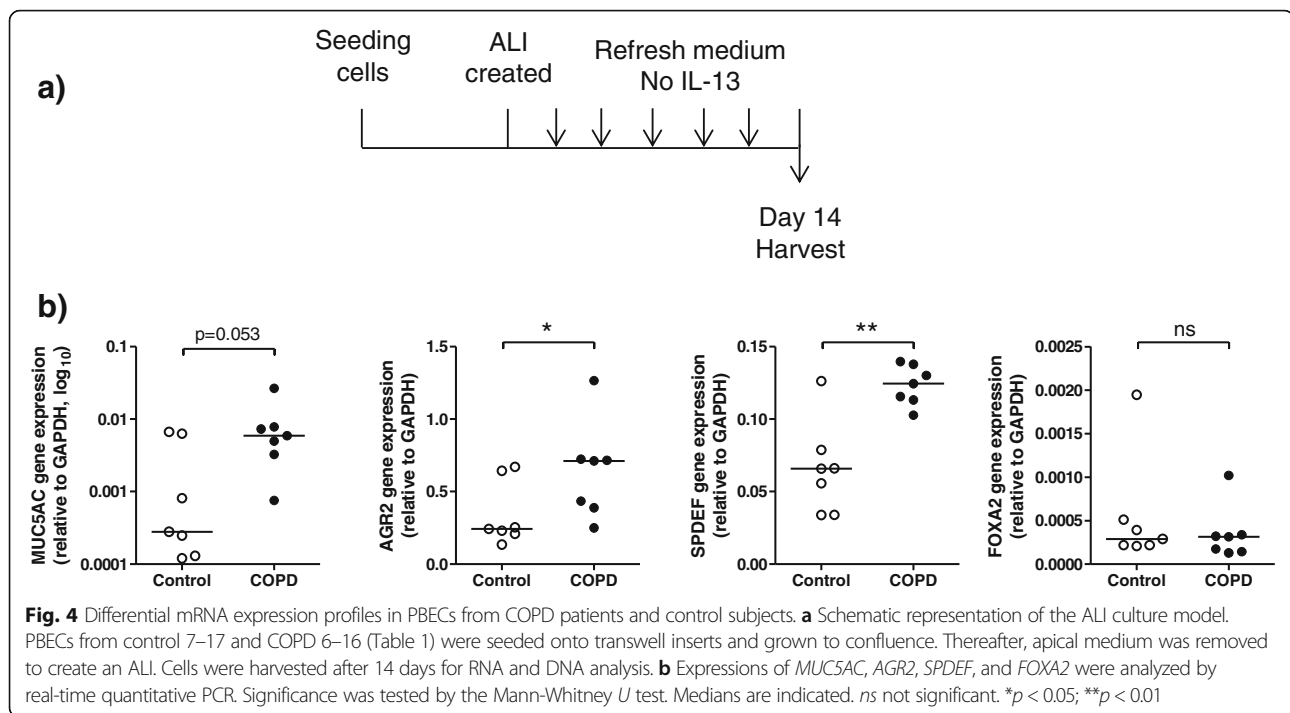 Seeding cells
ALI created
Refresh medium No IL-13
a)
Day 14 Harvest
b)
MUC5AC gene expression (relative to GAPDH, log10)
0.1
0.01
0.001
0.0001
p=0.053
Control
COPD
AGR2 gene expression (relative to GAPDH)
1.5
1.0
0.5
0.0
*
Control
COPD
SPDEF gene expression (relative to GAPDH)
0.15
0.10
0.05
0.00
**
Control
COPD
FOXA2 gene expression (relative to GAPDH)
0.0025
0.0020
0.0015
0.0010
0.0005
0.0000
ns
Control
COPD
Fig. 4 Differential mRNA expression profiles in PBECs from COPD patients and control subjects. a Schematic representation of the ALI culture model.
PBECs from control 7–17 and COPD 6–16 (Table 1) were seeded onto transwell inserts and grown to confluence. Thereafter, apical medium was removed
to create an ALI. Cells were harvested after 14 days for RNA and DNA analysis. b Expressions of MUC5AC, AGR2, SPDEF, and FOXA2 were analyzed by
real-time quantitative PCR. Significance was tested by the Mann-Whitney U test. Medians are indicated. ns not significant. *p < 0.05; **p < 0.01